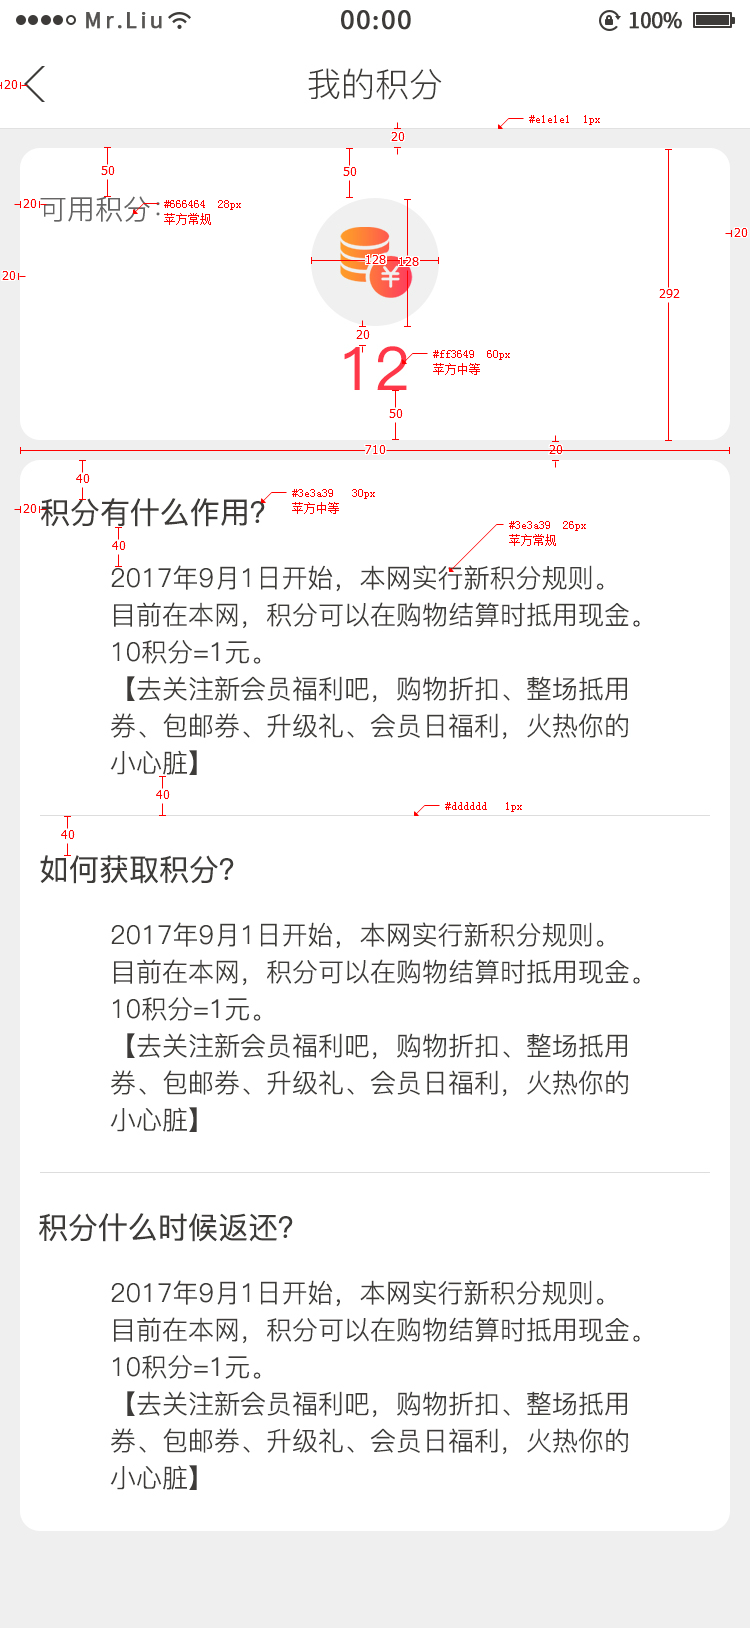 Mr.Liu
00:00
100%
20
我的积分
#e1e1e1 1px
20
50
50
20
可用积分：
#666464 28px
苹方常规
20
20
128
128
292
20
12
#ff3649 60px
苹方中等
50
710
20
40
20
积分有什么作用？
#3e3a39 30px
苹方中等
#3e3a39 26px
苹方常规
40
2017年9月1日开始，本网实行新积分规则。
目前在本网，积分可以在购物结算时抵用现金。
10积分=1元。
【去关注新会员福利吧，购物折扣、整场抵用
券、包邮券、升级礼、会员日福利，火热你的
小心脏】
40
#dddddd 1px
40
如何获取积分？
2017年9月1日开始，本网实行新积分规则。
目前在本网，积分可以在购物结算时抵用现金。
10积分=1元。
【去关注新会员福利吧，购物折扣、整场抵用
券、包邮券、升级礼、会员日福利，火热你的
小心脏】
积分什么时候返还？
2017年9月1日开始，本网实行新积分规则。
目前在本网，积分可以在购物结算时抵用现金。
10积分=1元。
【去关注新会员福利吧，购物折扣、整场抵用
券、包邮券、升级礼、会员日福利，火热你的
小心脏】